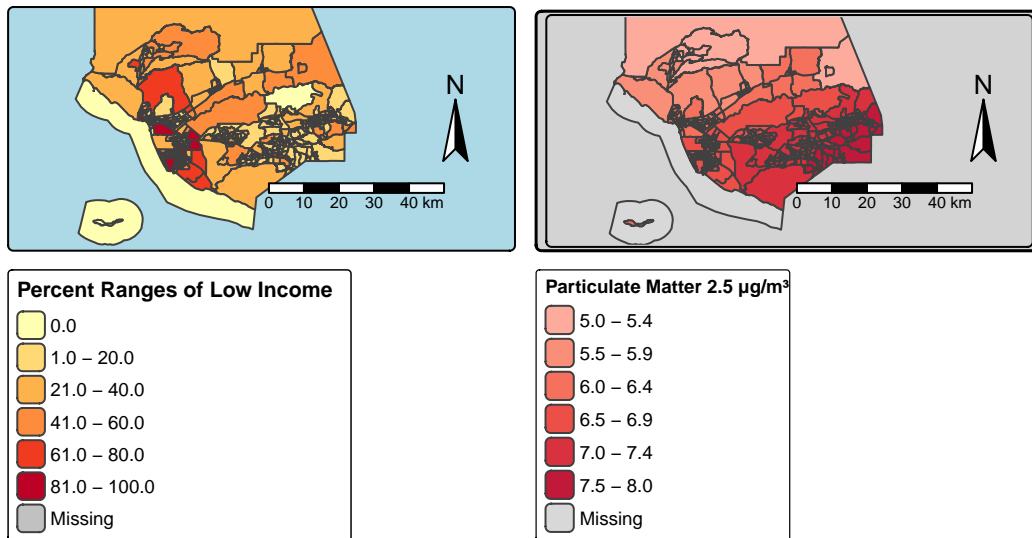 N
0 10 20 30 40 km
N
0 10 20 30 40 km
Percent Ranges of Low Income
0.0
1.0 – 20.0
21.0 – 40.0
41.0 – 60.0
61.0 – 80.0
81.0 – 100.0
Missing
Particulate Matter 2.5 µg/m³
5.0 – 5.4
5.5 – 5.9
6.0 – 6.4
6.5 – 6.9
7.0 – 7.4
7.5 – 8.0
Missing